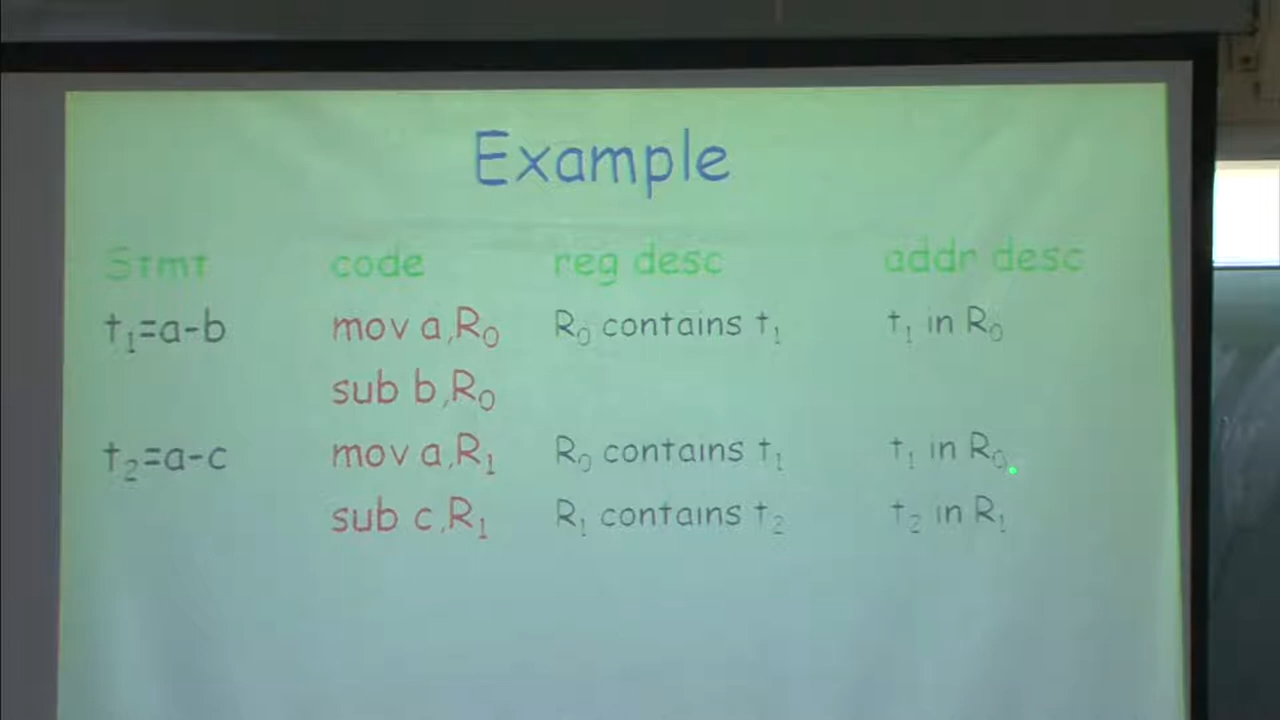 Example
Stmt code reg desc addr desc
t₁=a-b mov a,R₀ R₀ contains t₁ t₁ in R₀
sub b,R₀
t₂=a-c mov a,R₁ R₀ contains t₁ t₁ in R₀
sub c,R₁ R₁ contains t₂ t₂ in R₁